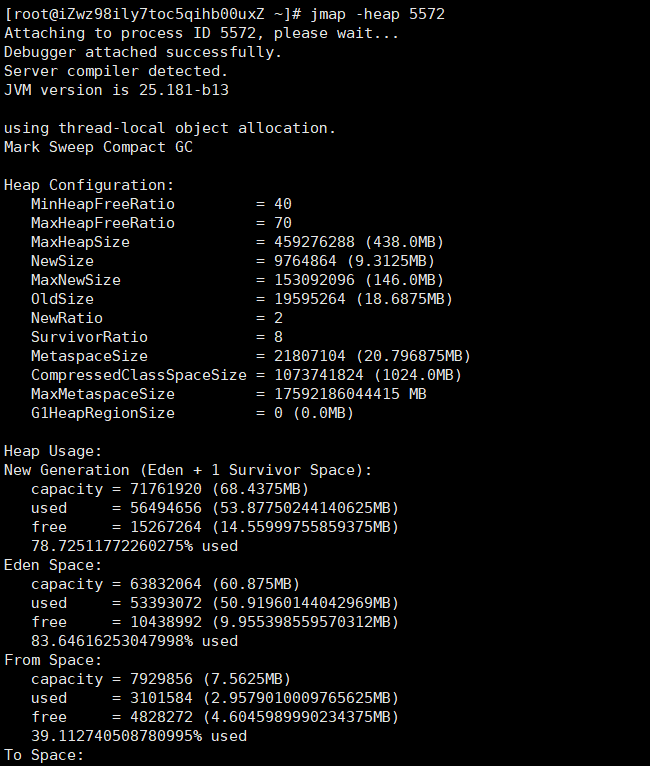 [root@iZwz98ily7toc5qihb00uxZ ~]# jmap -heap 5572
Attaching to process ID 5572, please wait...
Debugger attached successfully.
Server compiler detected.
JVM version is 25.181-b13

using thread-local object allocation.
Mark Sweep Compact GC

Heap Configuration:
   MinHeapFreeRatio         = 40
   MaxHeapFreeRatio         = 70
   MaxHeapSize              = 459276288 (438.0MB)
   NewSize                  = 9764864 (9.3125MB)
   MaxNewSize               = 153092096 (146.0MB)
   OldSize                  = 19595264 (18.6875MB)
   NewRatio                 = 2
   SurvivorRatio            = 8
   MetaspaceSize            = 21807104 (20.796875MB)
   CompressedClassSpaceSize = 1073741824 (1024.0MB)
   MaxMetaspaceSize         = 17592186044415 MB
   G1HeapRegionSize         = 0 (0.0MB)

Heap Usage:
New Generation (Eden + 1 Survivor Space):
   capacity = 71761920 (68.4375MB)
   used     = 56494656 (53.87750244140625MB)
   free     = 15267264 (14.55999755859375MB)
   78.72511772260275% used
Eden Space:
   capacity = 63832064 (60.875MB)
   used     = 53393072 (50.91960144042969MB)
   free     = 10438992 (9.955398559570312MB)
   83.64616253047998% used
From Space:
   capacity = 7929856 (7.5625MB)
   used     = 3101584 (2.9579010009765625MB)
   free     = 4828272 (4.6045989990234375MB)
   39.112740508780995% used
To Space: